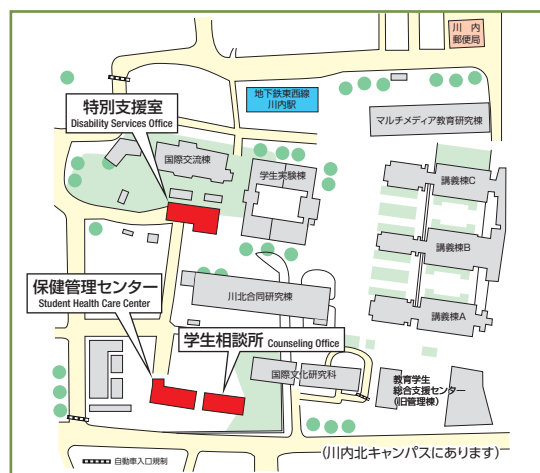 川 内
郵便局
地下鉄東西線
川内駅
特別支援室
Disability Services Office
マルチメディア教育研究棟
国際交流棟
学生実験棟
講義棟C
講義棟B
保健管理センター
Student Health Care Center
川北合同研究棟
講義棟A
学生相談所 Counseling Office
国際文化研究科
教育学生
総合支援センター
(旧管理棟)
(川内北キャンパスにあります)
自動車入口規制